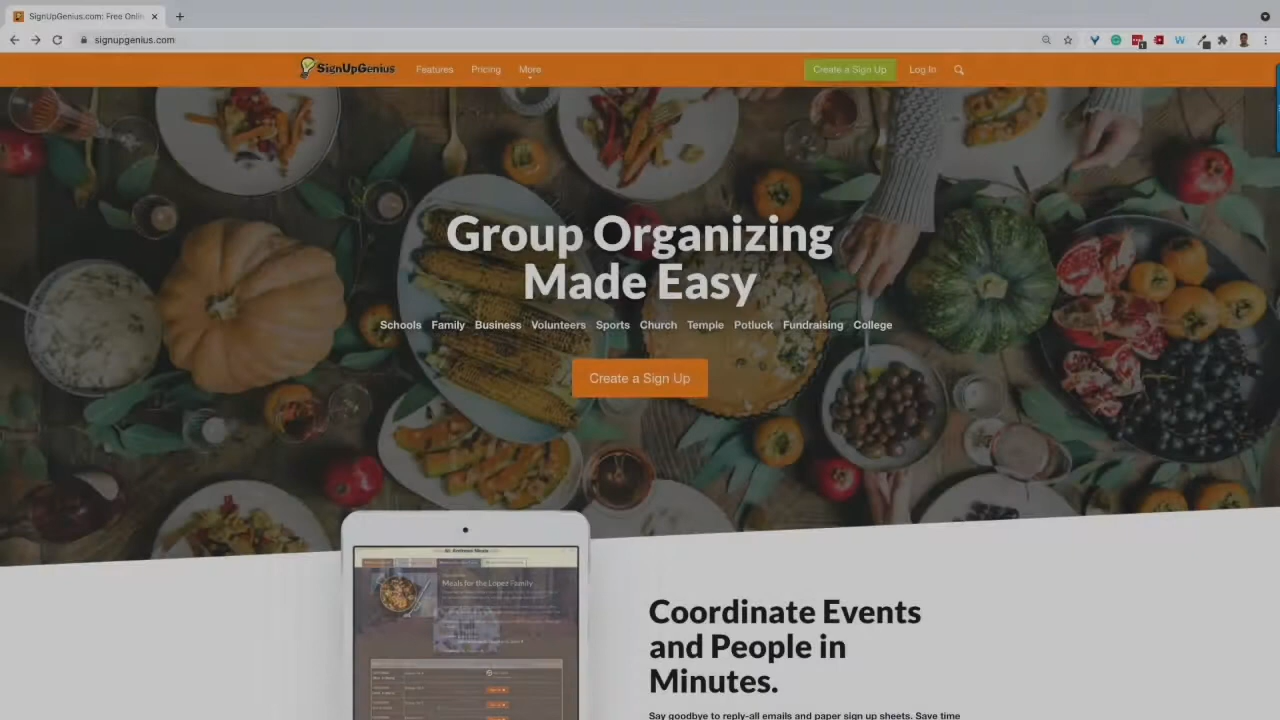 SignUpGenius.com: Free Onlin
signupgenius.com
SignUpGenius Features Pricing More Create a Sign Up Log In
Group Organizing
Made Easy
Schools Family Business Volunteers Sports Church Temple Potluck Fundraising College
Create a Sign Up
Meals for the Lopez Family
Coordinate Events
and People in
Minutes.
Say goodbye to reply-all emails and paper sign up sheets. Save time